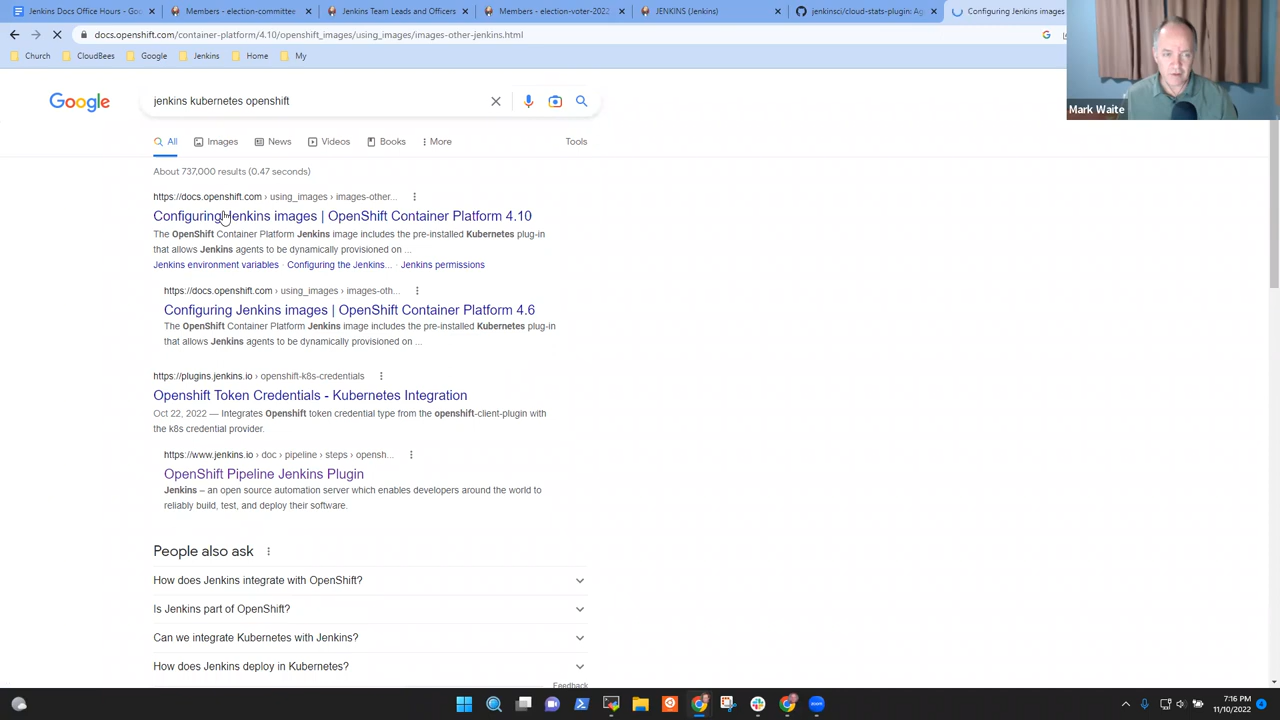 Jenkins Docs Office Hours - Goo
Members - election-committee
Jenkins Team Leads and Officers
Members - election-voter-2022
JENKINS (Jenkins)
jenkinsci/cloud-stats-plugin: Ag
Configuring Jenkins images
docs.openshift.com/container-platform/4.10/openshift_images/using_images/images-other-jenkins.html
Church
CloudBees
Google
Jenkins
Home
My
Mark Waite
Google
jenkins kubernetes openshift
All
Images
News
Videos
Books
More
Tools
About 737,000 results (0.47 seconds)
https://docs.openshift.com › using_images › images-other...
Configuring Jenkins images | OpenShift Container Platform 4.10
The OpenShift Container Platform Jenkins image includes the pre-installed Kubernetes plug-in
that allows Jenkins agents to be dynamically provisioned on ...
Jenkins environment variables · Configuring the Jenkins... · Jenkins permissions
https://docs.openshift.com › using_images › images-oth...
Configuring Jenkins images | OpenShift Container Platform 4.6
The OpenShift Container Platform Jenkins image includes the pre-installed Kubernetes plug-in
that allows Jenkins agents to be dynamically provisioned on ...
https://plugins.jenkins.io › openshift-k8s-credentials
Openshift Token Credentials - Kubernetes Integration
Oct 22, 2022 — Integrates Openshift token credential type from the openshift-client-plugin with
the k8s credential provider.
https://www.jenkins.io › doc › pipeline › steps › opensh...
OpenShift Pipeline Jenkins Plugin
Jenkins – an open source automation server which enables developers around the world to
reliably build, test, and deploy their software.
People also ask
How does Jenkins integrate with OpenShift?
Is Jenkins part of OpenShift?
Can we integrate Kubernetes with Jenkins?
How does Jenkins deploy in Kubernetes?
Feedback
7:16 PM
11/10/2022